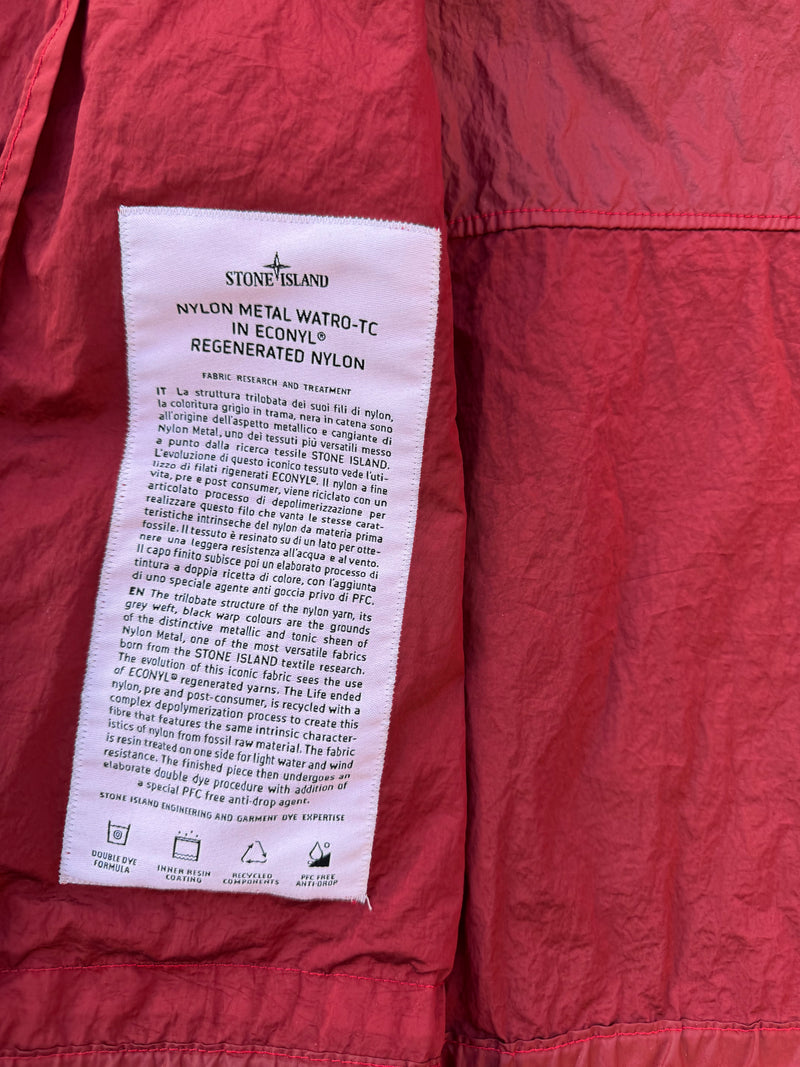 STONE ISLAND
NYLON METAL WATRO-TC
IN ECONYL®
REGENERATED NYLON
FABRIC RESEARCH AND TREATMENT
IT La struttura trilobata dei suoi fili di nylon,
la coloritura grigio in trama, nera in catena sono
all'origine dell'aspetto metallico e cangiante di
Nylon Metal, uno dei tessuti più versatili messo
a punto dalla ricerca tessile STONE ISLAND.
L'evoluzione di questo iconico tessuto vede l'uti-
lizzo di filati rigenerati ECONYL®. Il nylon a fine
vita, pre e post consumer, viene riciclato con un
articolato processo di depolimerizzazione per
realizzare questo filo che vanta le stesse carat-
teristiche intrinseche del nylon da materia prima
fossile. Il tessuto è resinato su di un lato per otte-
nere una leggera resistenza all'acqua e al vento.
Il capo finito subisce poi un elaborato processo di
tintura a doppia ricetta di colore, con l'aggiunta
di uno speciale agente anti goccia privo di PFC.
EN The trilobate structure of the nylon yarn, its
grey weft, black warp colours are the grounds
of the distinctive metallic and tonic sheen of
Nylon Metal, one of the most versatile fabrics
born from the STONE ISLAND textile research.
The evolution of this iconic fabric sees the use
of ECONYL® regenerated yarns. The Life ended
nylon, pre and post-consumer, is recycled with a
complex depolymerization process to create this
fibre that features the same intrinsic character-
istics of nylon from fossil raw material. The fabric
is resin treated on one side for light water and wind
resistance. The finished piece then undergoes an
elaborate double dye procedure with addition of
a special PFC free anti-drop agent.
STONE ISLAND ENGINEERING AND GARMENT DYE EXPERTISE
DOUBLE DYE
FORMULA
INNER RESIN
COATING
RECYCLED
COMPONENTS
PFC FREE
ANTI-DROP